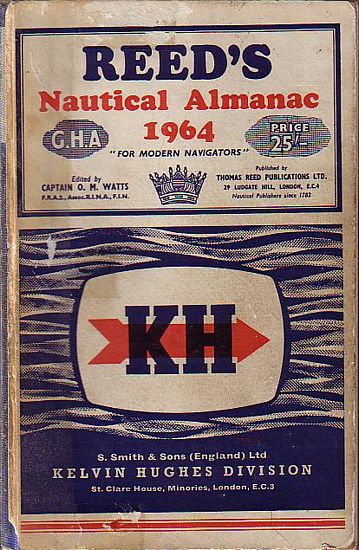 REED'S
Nautical Almanac
1964
G.H.A
PRICE
25/-
"FOR MODERN NAVIGATORS"
Edited by
CAPTAIN O. M. WATTS
F.R.A.S., Assoc.R.I.N.A., F.I.N.
Published by
THOMAS REED PUBLICATIONS LTD.
39 LUDGATE HILL, LONDON, E.C.4
Nautical Publishers since 1782
KH
S. Smith & Sons (England) Ltd
KELVIN HUGHES DIVISION
St. Clare House, Minories, London, E.C.3